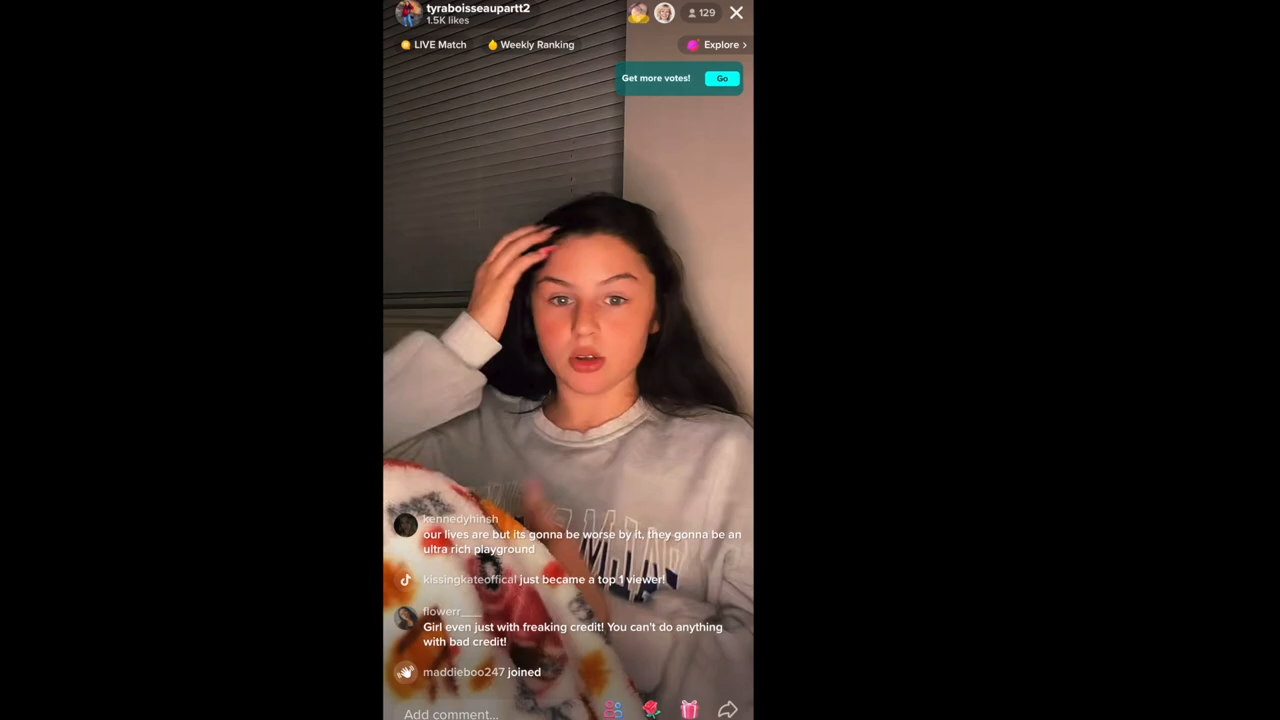 tyraboisseaupartt2
1.5K likes
129
LIVE Match
Weekly Ranking
Explore >
Get more votes!
Go
kennedyhinsh
our lives are but its gonna be worse by it, they gonna be an
ultra rich playground
kissingkateoffical just became a top 1 viewer!
flowerr___
Girl even just with freaking credit! You can't do anything
with bad credit!
maddieboo247 joined
Add comment...